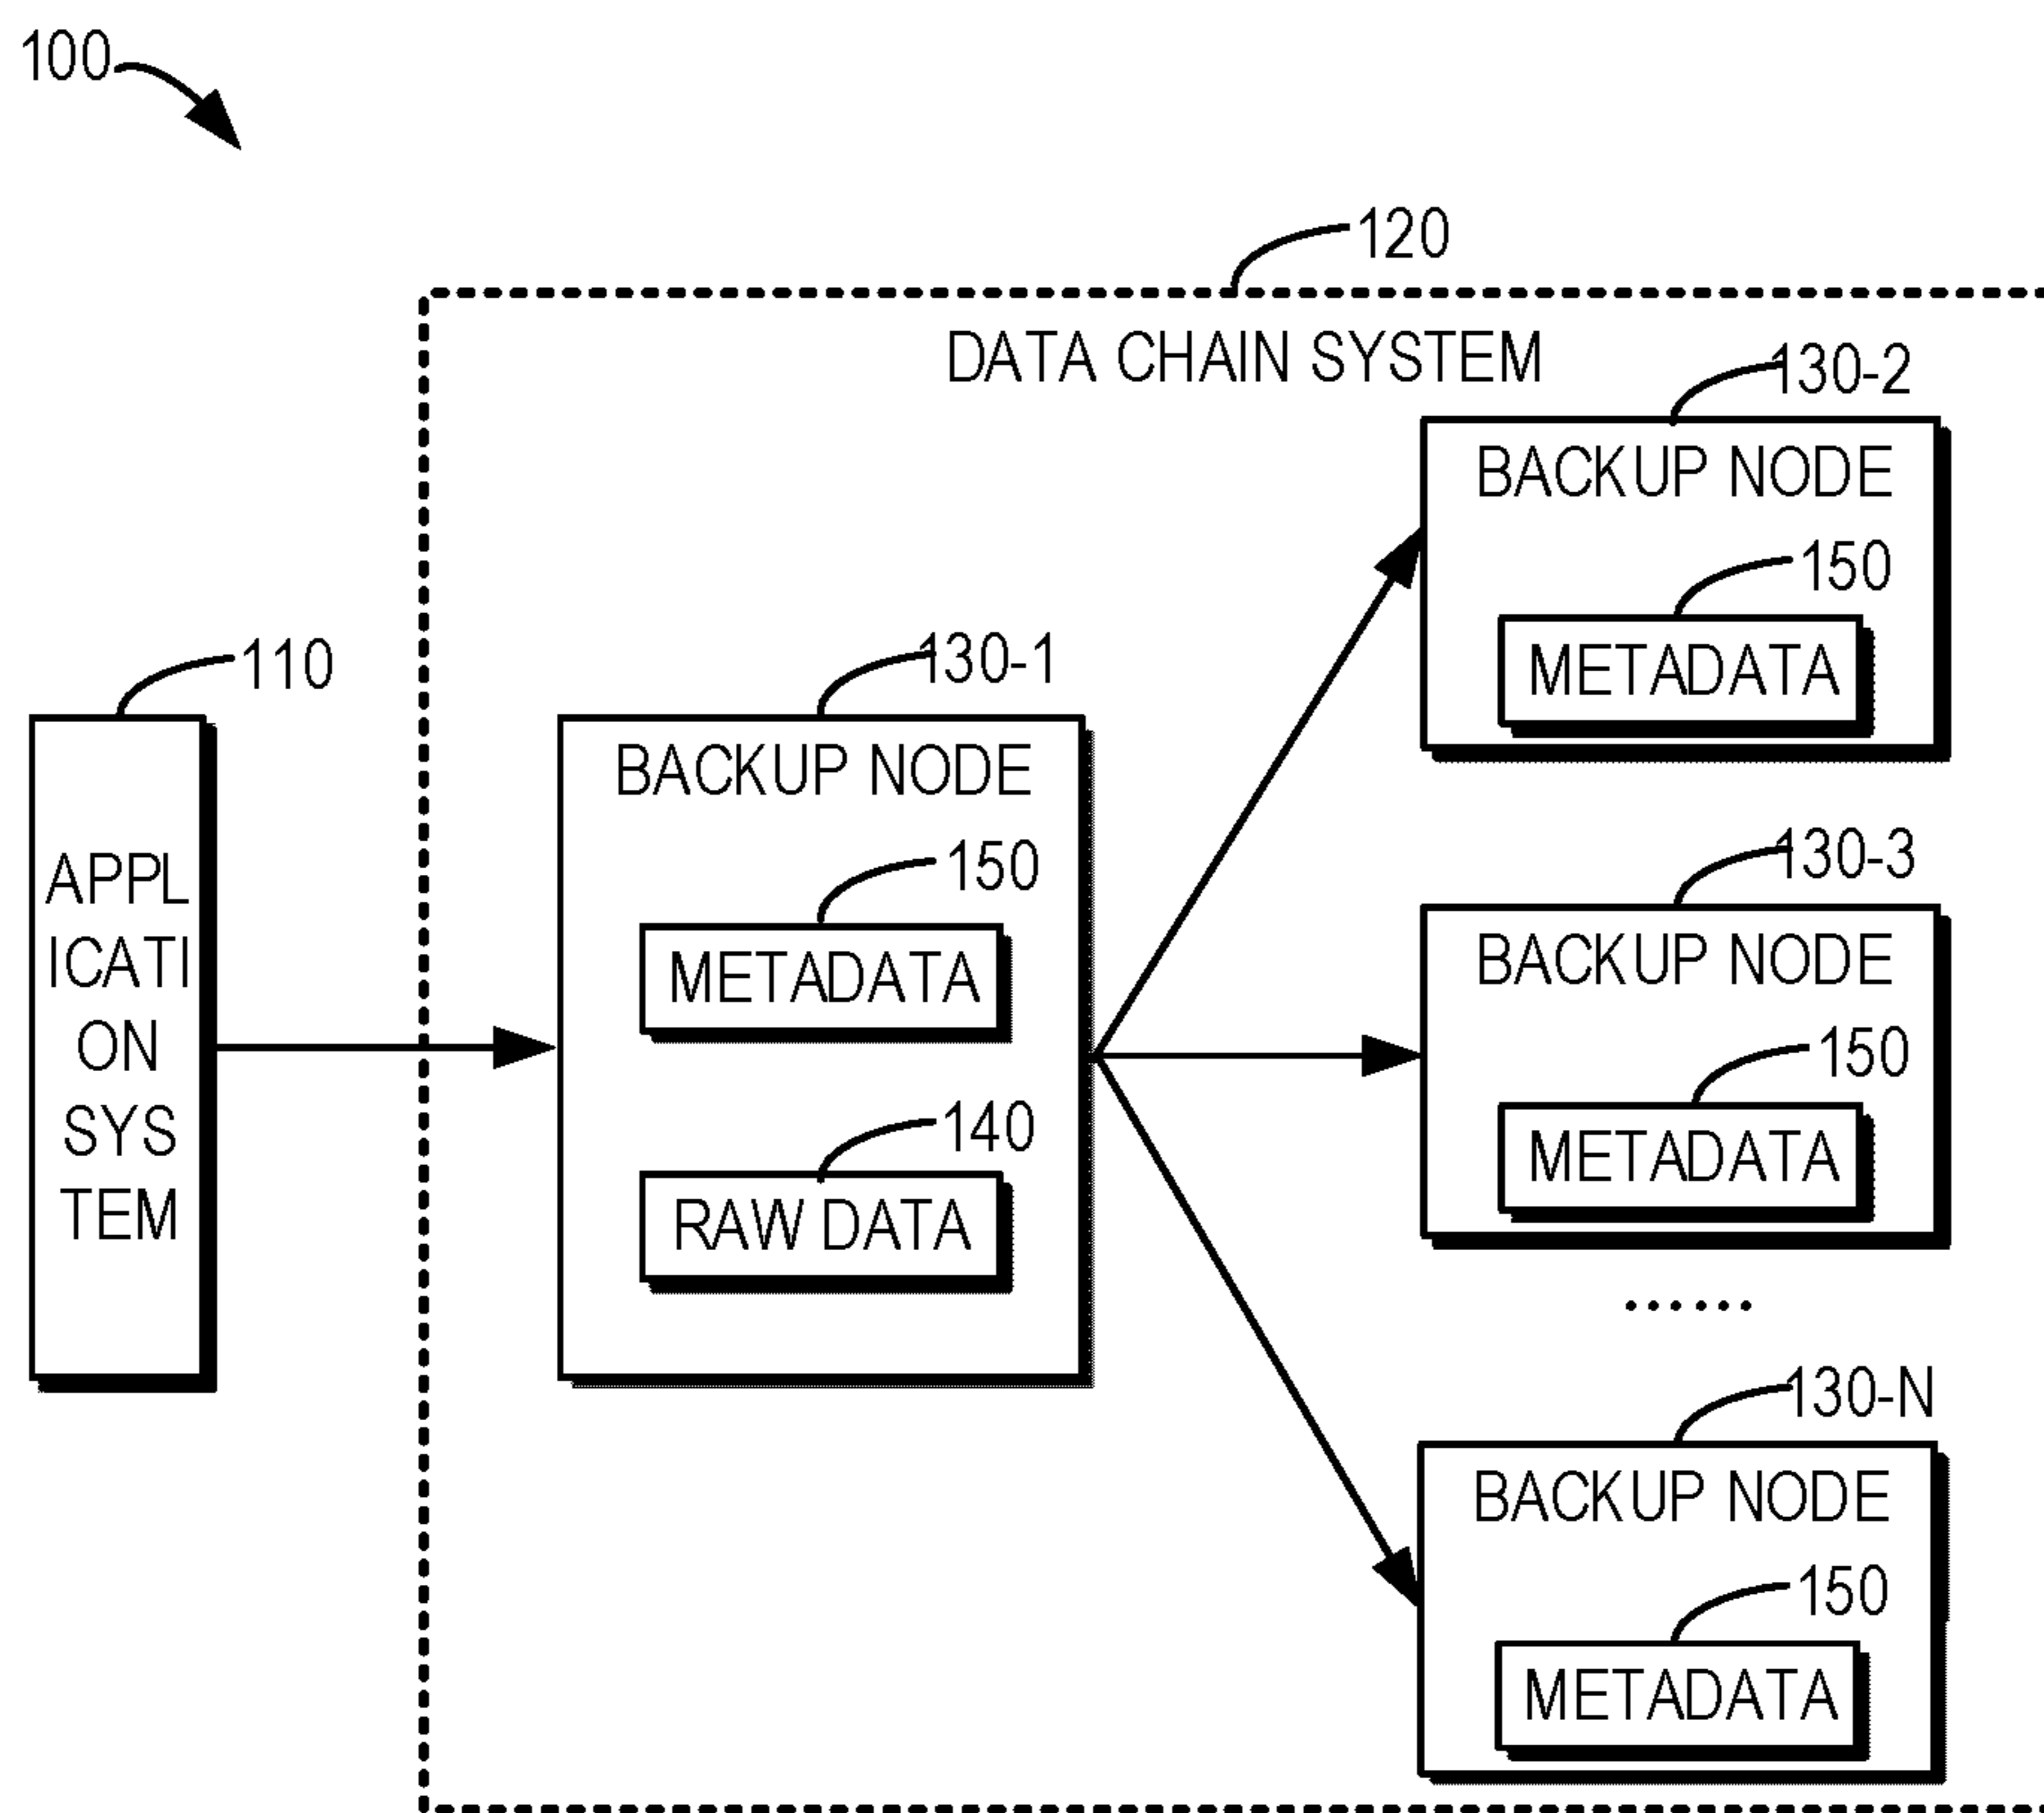 100
120
DATA CHAIN SYSTEM
130-2
BACKUP NODE
150
METADATA
110
APPL
ICATI
ON
SYS
TEM
130-1
BACKUP NODE
150
METADATA
140
RAW DATA
130-3
BACKUP NODE
150
METADATA
......
130-N
BACKUP NODE
150
METADATA